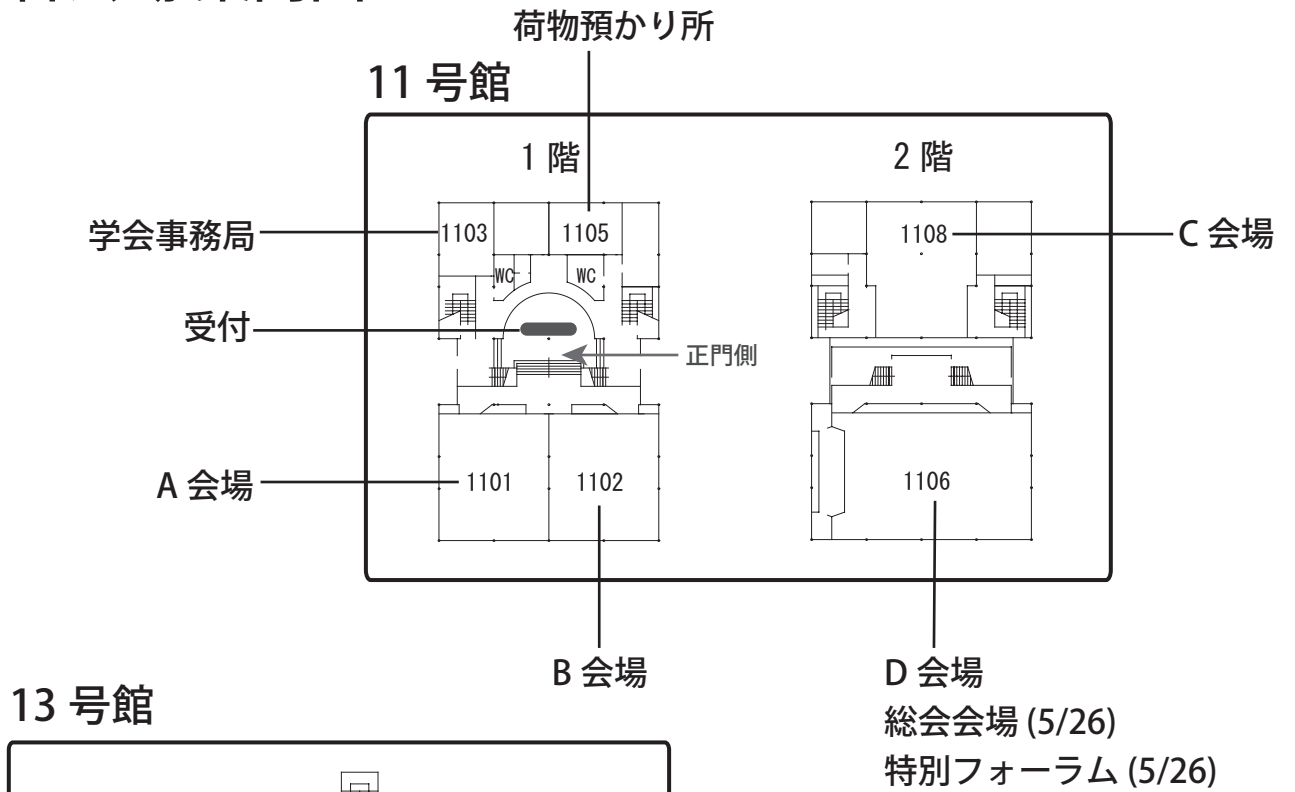 荷物預かり所
11 号館
1 階
2 階
学会事務局
1103
1105
1108
C 会場
WC
WC
受付
正門側
A 会場
1101
1102
1106
B 会場
D 会場
総会会場 (5/26)
特別フォーラム (5/26)
13 号館